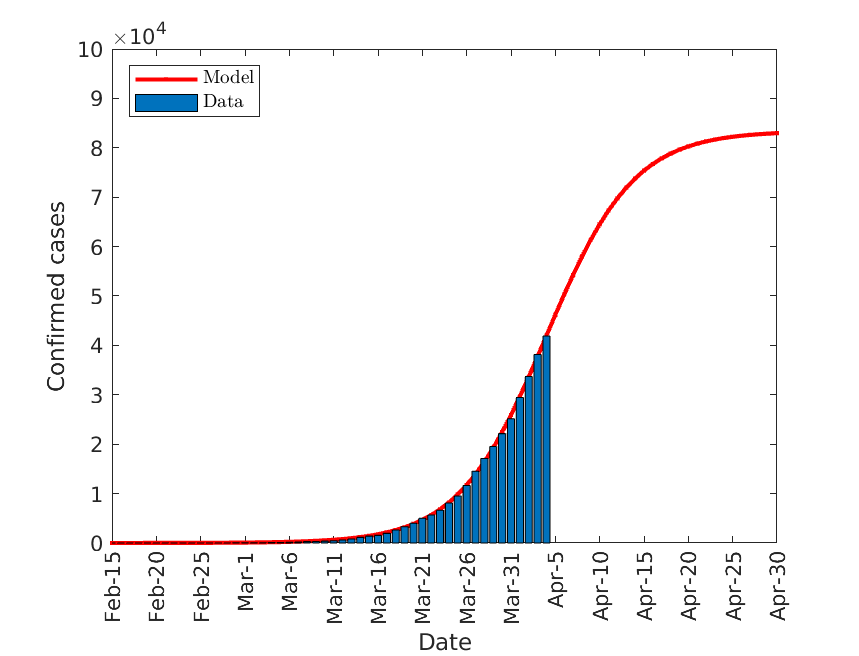 ×10⁴
10
9
8
7
6
5
4
3
2
1
0
Confirmed cases
Model
Data
Feb-15
Feb-20
Feb-25
Mar-1
Mar-6
Mar-11
Mar-16
Mar-21
Mar-26
Mar-31
Apr-5
Apr-10
Apr-15
Apr-20
Apr-25
Apr-30
Date